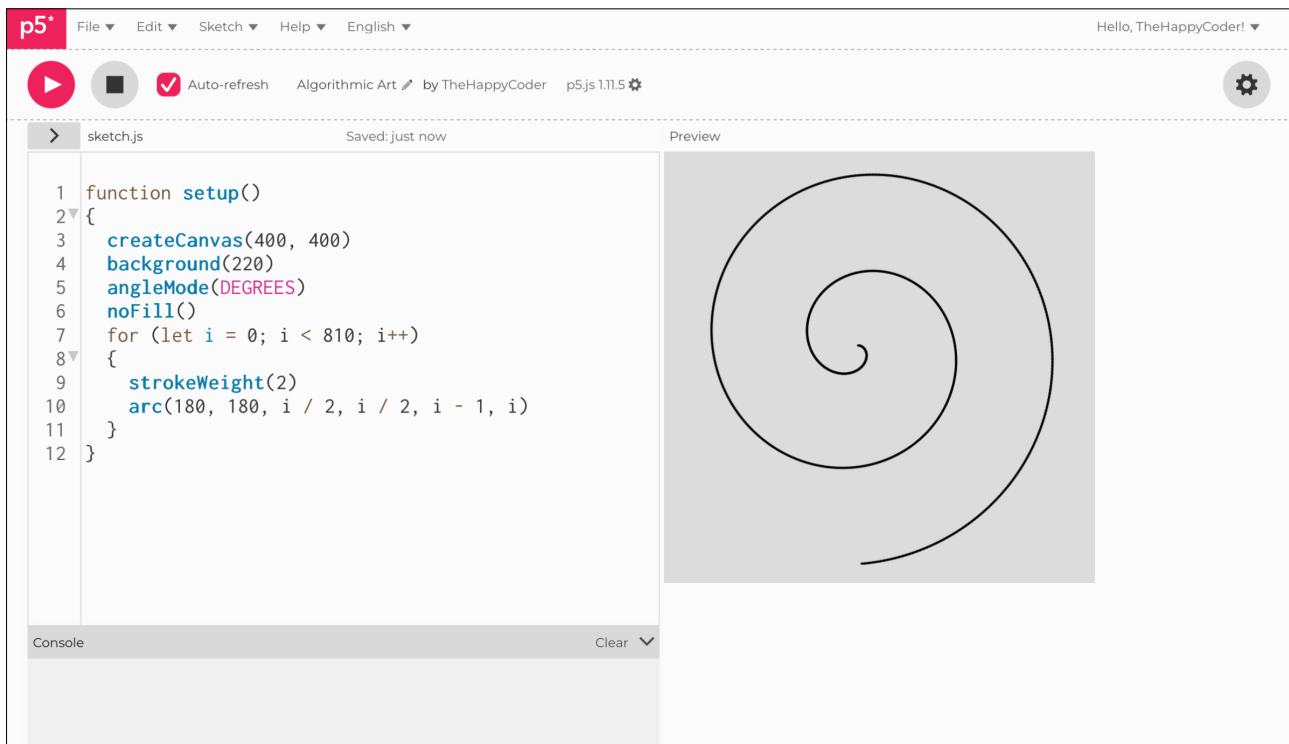 p5* File Edit Sketch Help English Hello, TheHappyCoder!
Auto-refresh Algorithmic Art by TheHappyCoder p5.js 1.11.5
sketch.js Saved: just now Preview
1 function setup()
2 {
3 createCanvas(400, 400)
4 background(220)
5 angleMode(DEGREES)
6 noFill()
7 for (let i = 0; i < 810; i++)
8 {
9 strokeWeight(2)
10 arc(180, 180, i / 2, i / 2, i - 1, i)
11 }
12 }
Console Clear